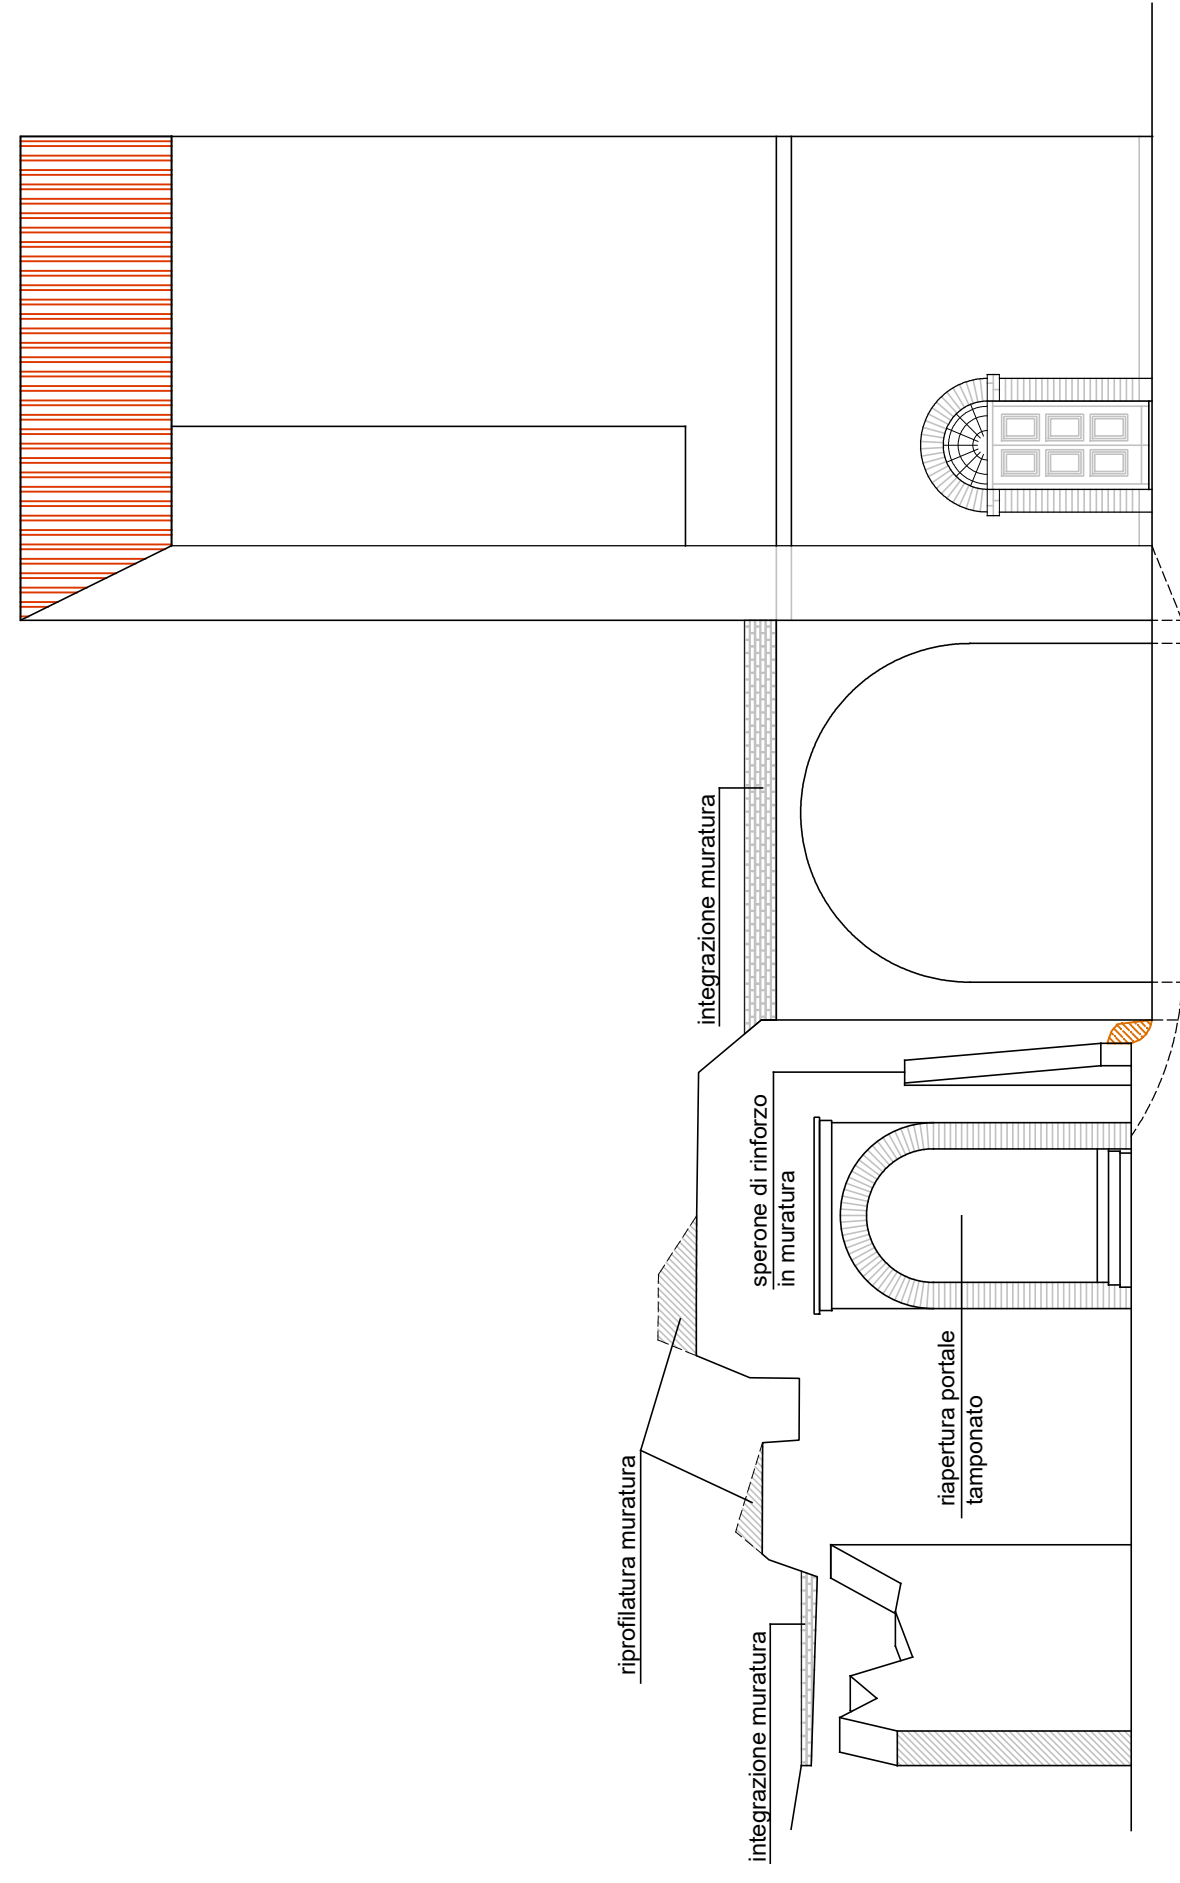 integrazione muratura
riprofilatura muratura
sperone di rinforzo
in muratura
riapertura portale
tamponato
integrazione muratura